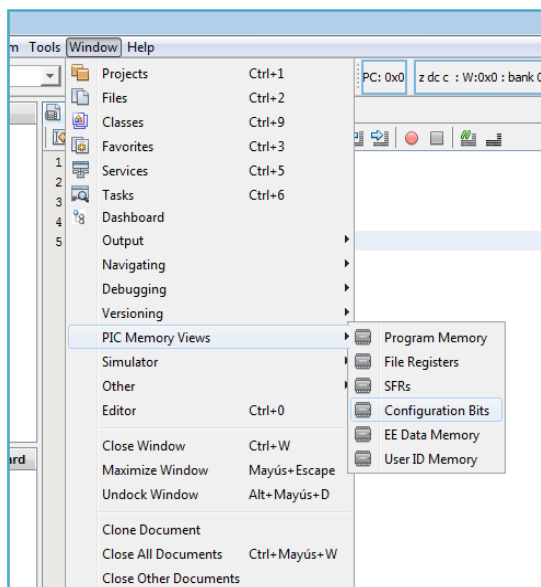 m Tools Window Help
PC: 0x0 z dc c : W:0x0 : bank 0
Projects Ctrl+1
Files Ctrl+2
Classes Ctrl+9
Favorites Ctrl+3
Services Ctrl+5
Tasks Ctrl+6
Dashboard
Output
Navigating
Debugging
Versioning
PIC Memory Views
Simulator
Other
Editor Ctrl+0
Close Window Ctrl+W
Maximize Window Mayús+Escape
Undock Window Alt+Mayús+D
Clone Document
Close All Documents Ctrl+Mayús+W
Close Other Documents
Program Memory
File Registers
SFRs
Configuration Bits
EE Data Memory
User ID Memory
1
2
3
4
5
ard